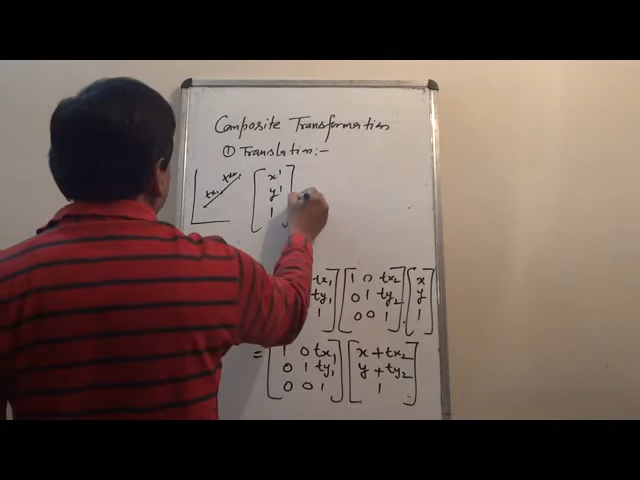 Composite Transformation
① Translation:-
[x' y' 1]
tx₁ ty₁ 1] [1 0 tx₂ 0 1 ty₂ 0 0 1] [x y 1]
= [1 0 tx₁ 0 1 ty₁ 0 0 1] [x+tx₂ y+ty₂ 1]